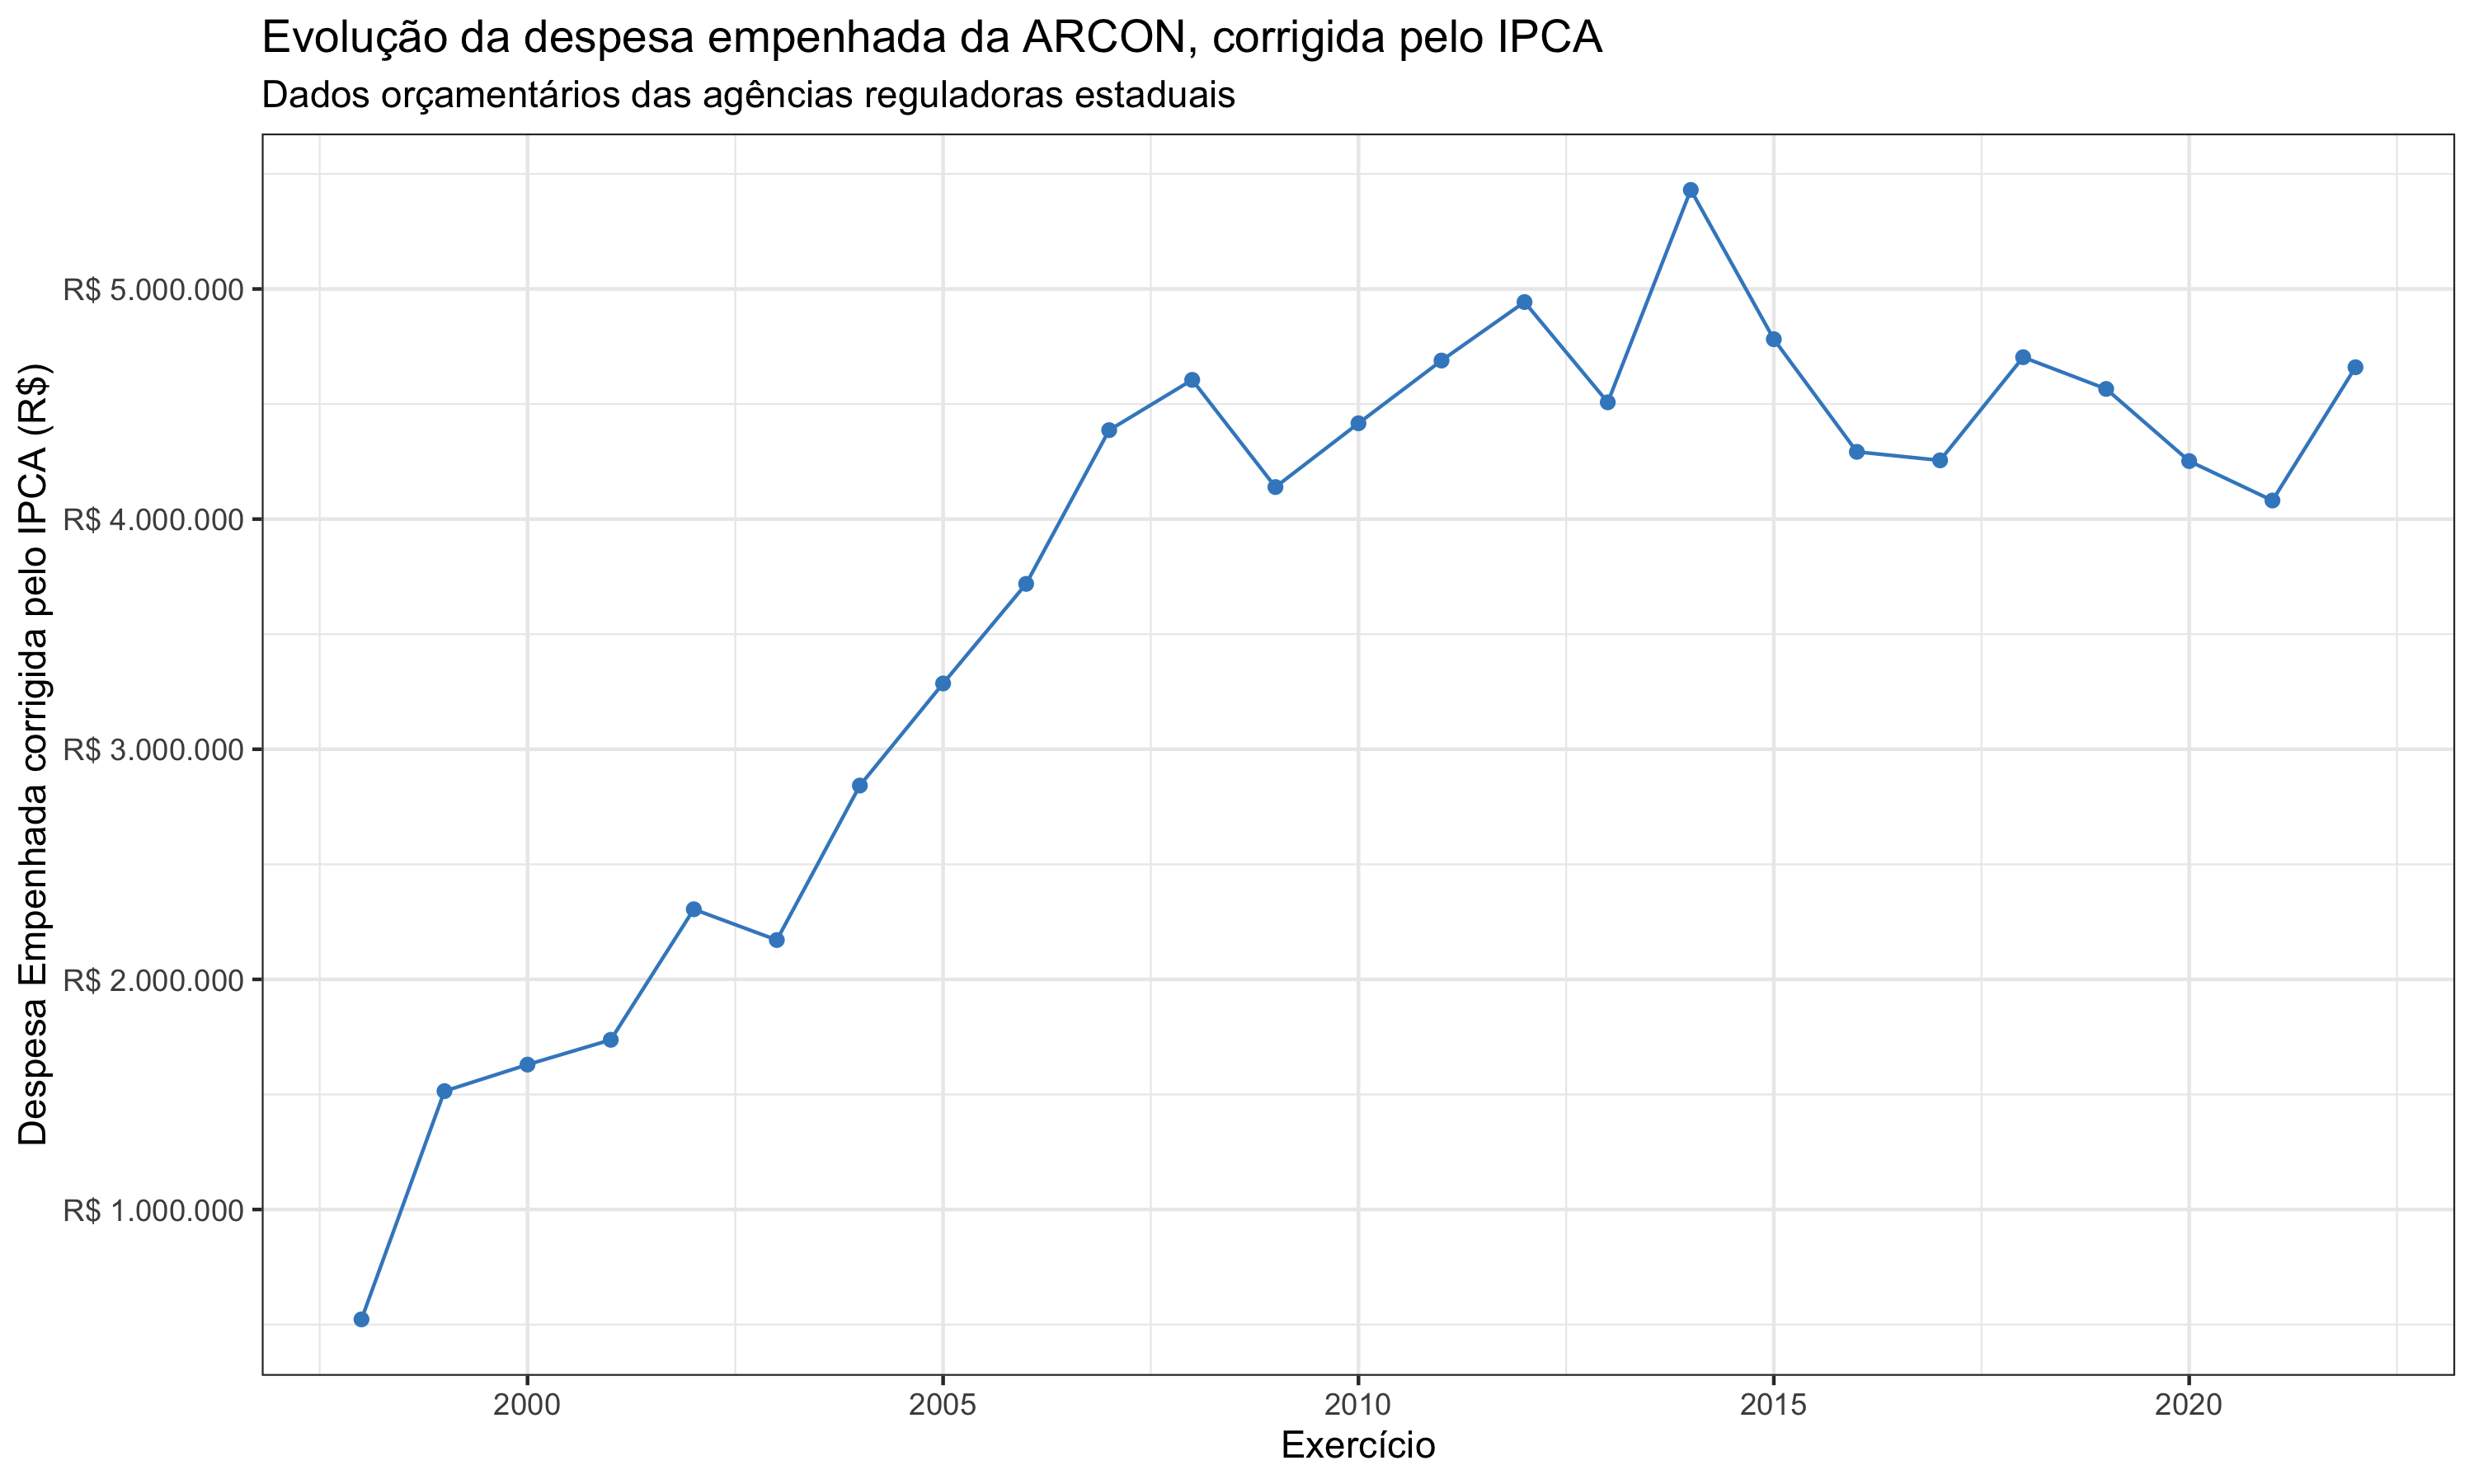 Evolução da despesa empenhada da ARCON, corrigida pelo IPCA
Dados orçamentários das agências reguladoras estaduais
Despesa Empenhada corrigida pelo IPCA (R$)
R$ 5.000.000
R$ 4.000.000
R$ 3.000.000
R$ 2.000.000
R$ 1.000.000
2000
2005
2010
2015
2020
Exercício